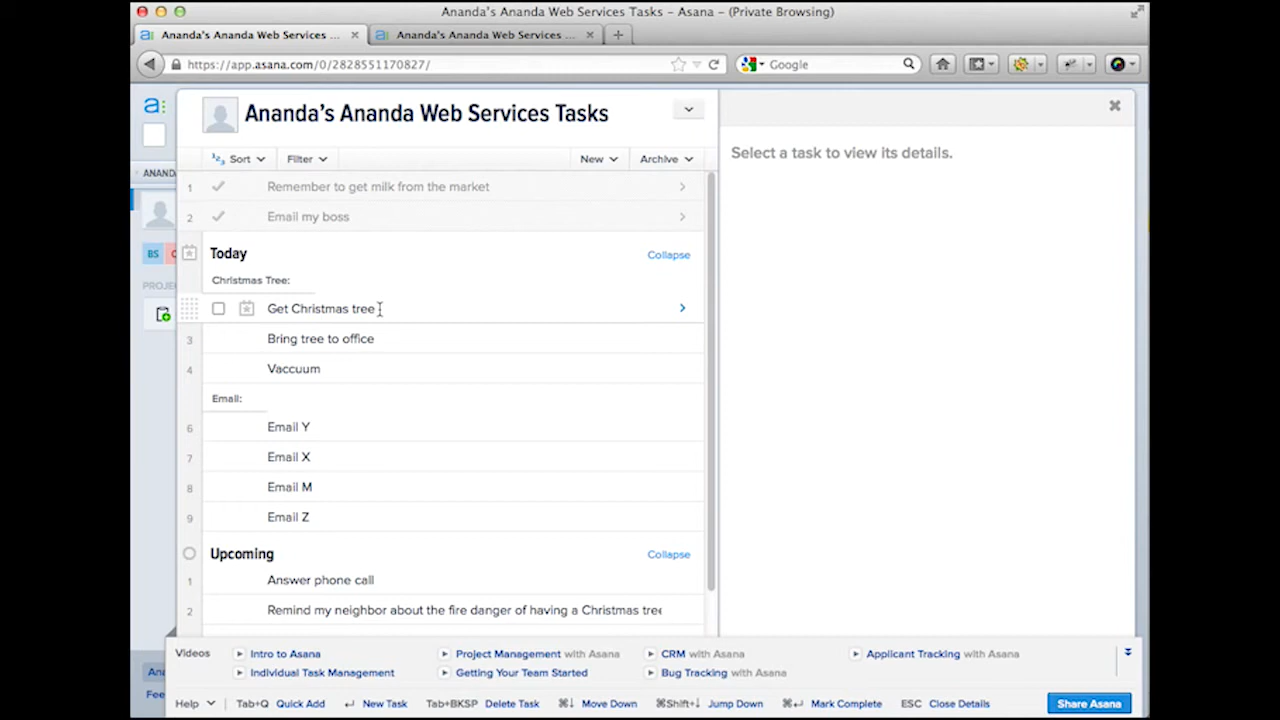 Ananda's Ananda Web Services Tasks – Asana – (Private Browsing)
Ananda's Ananda Web Services ...
Ananda's Ananda Web Services ...
https://app.asana.com/0/2828551170827/
Google
a:
Ananda's Ananda Web Services Tasks
Sort
Filter
New
Archive
Select a task to view its details.
ANAND
1 Remember to get milk from the market
2 Email my boss
BS
Today
Collapse
PROJE
Christmas Tree:
Get Christmas tree
3 Bring tree to office
4 Vaccuum
Email:
6 Email Y
7 Email X
8 Email M
9 Email Z
Upcoming
Collapse
1 Answer phone call
2 Remind my neighbor about the fire danger of having a Christmas tree
Videos
Intro to Asana
Project Management with Asana
CRM with Asana
Applicant Tracking with Asana
Ana
Individual Task Management
Getting Your Team Started
Bug Tracking with Asana
Fee
Help
Tab+Q Quick Add
↵ New Task
Tab+BKSP Delete Task
⌘↓ Move Down
⌘Shift+↓ Jump Down
⌘↵ Mark Complete
ESC Close Details
Share Asana